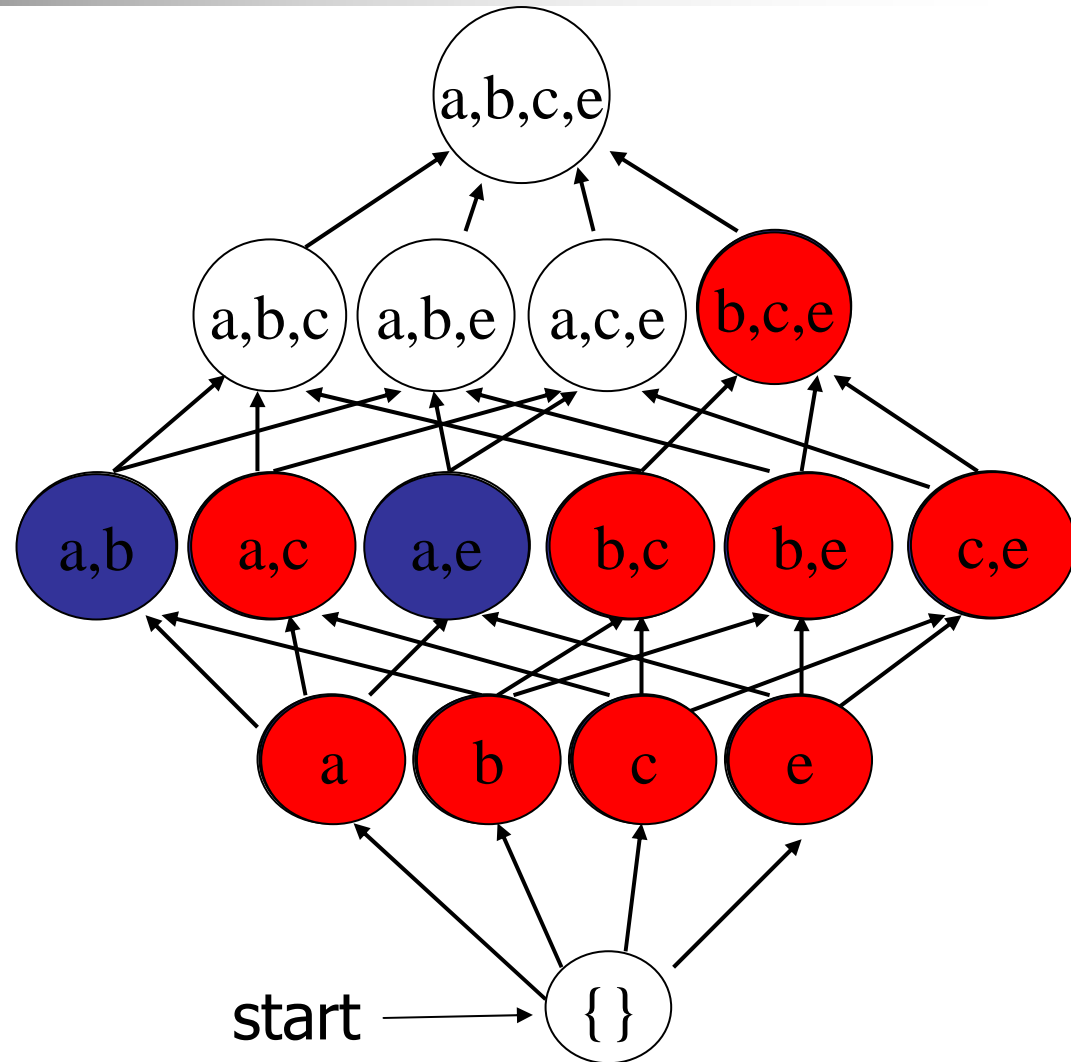 a,b,c,e
a,b,c a,b,e a,c,e b,c,e
a,b a,c a,e b,c b,e c,e
a b c e
start {}